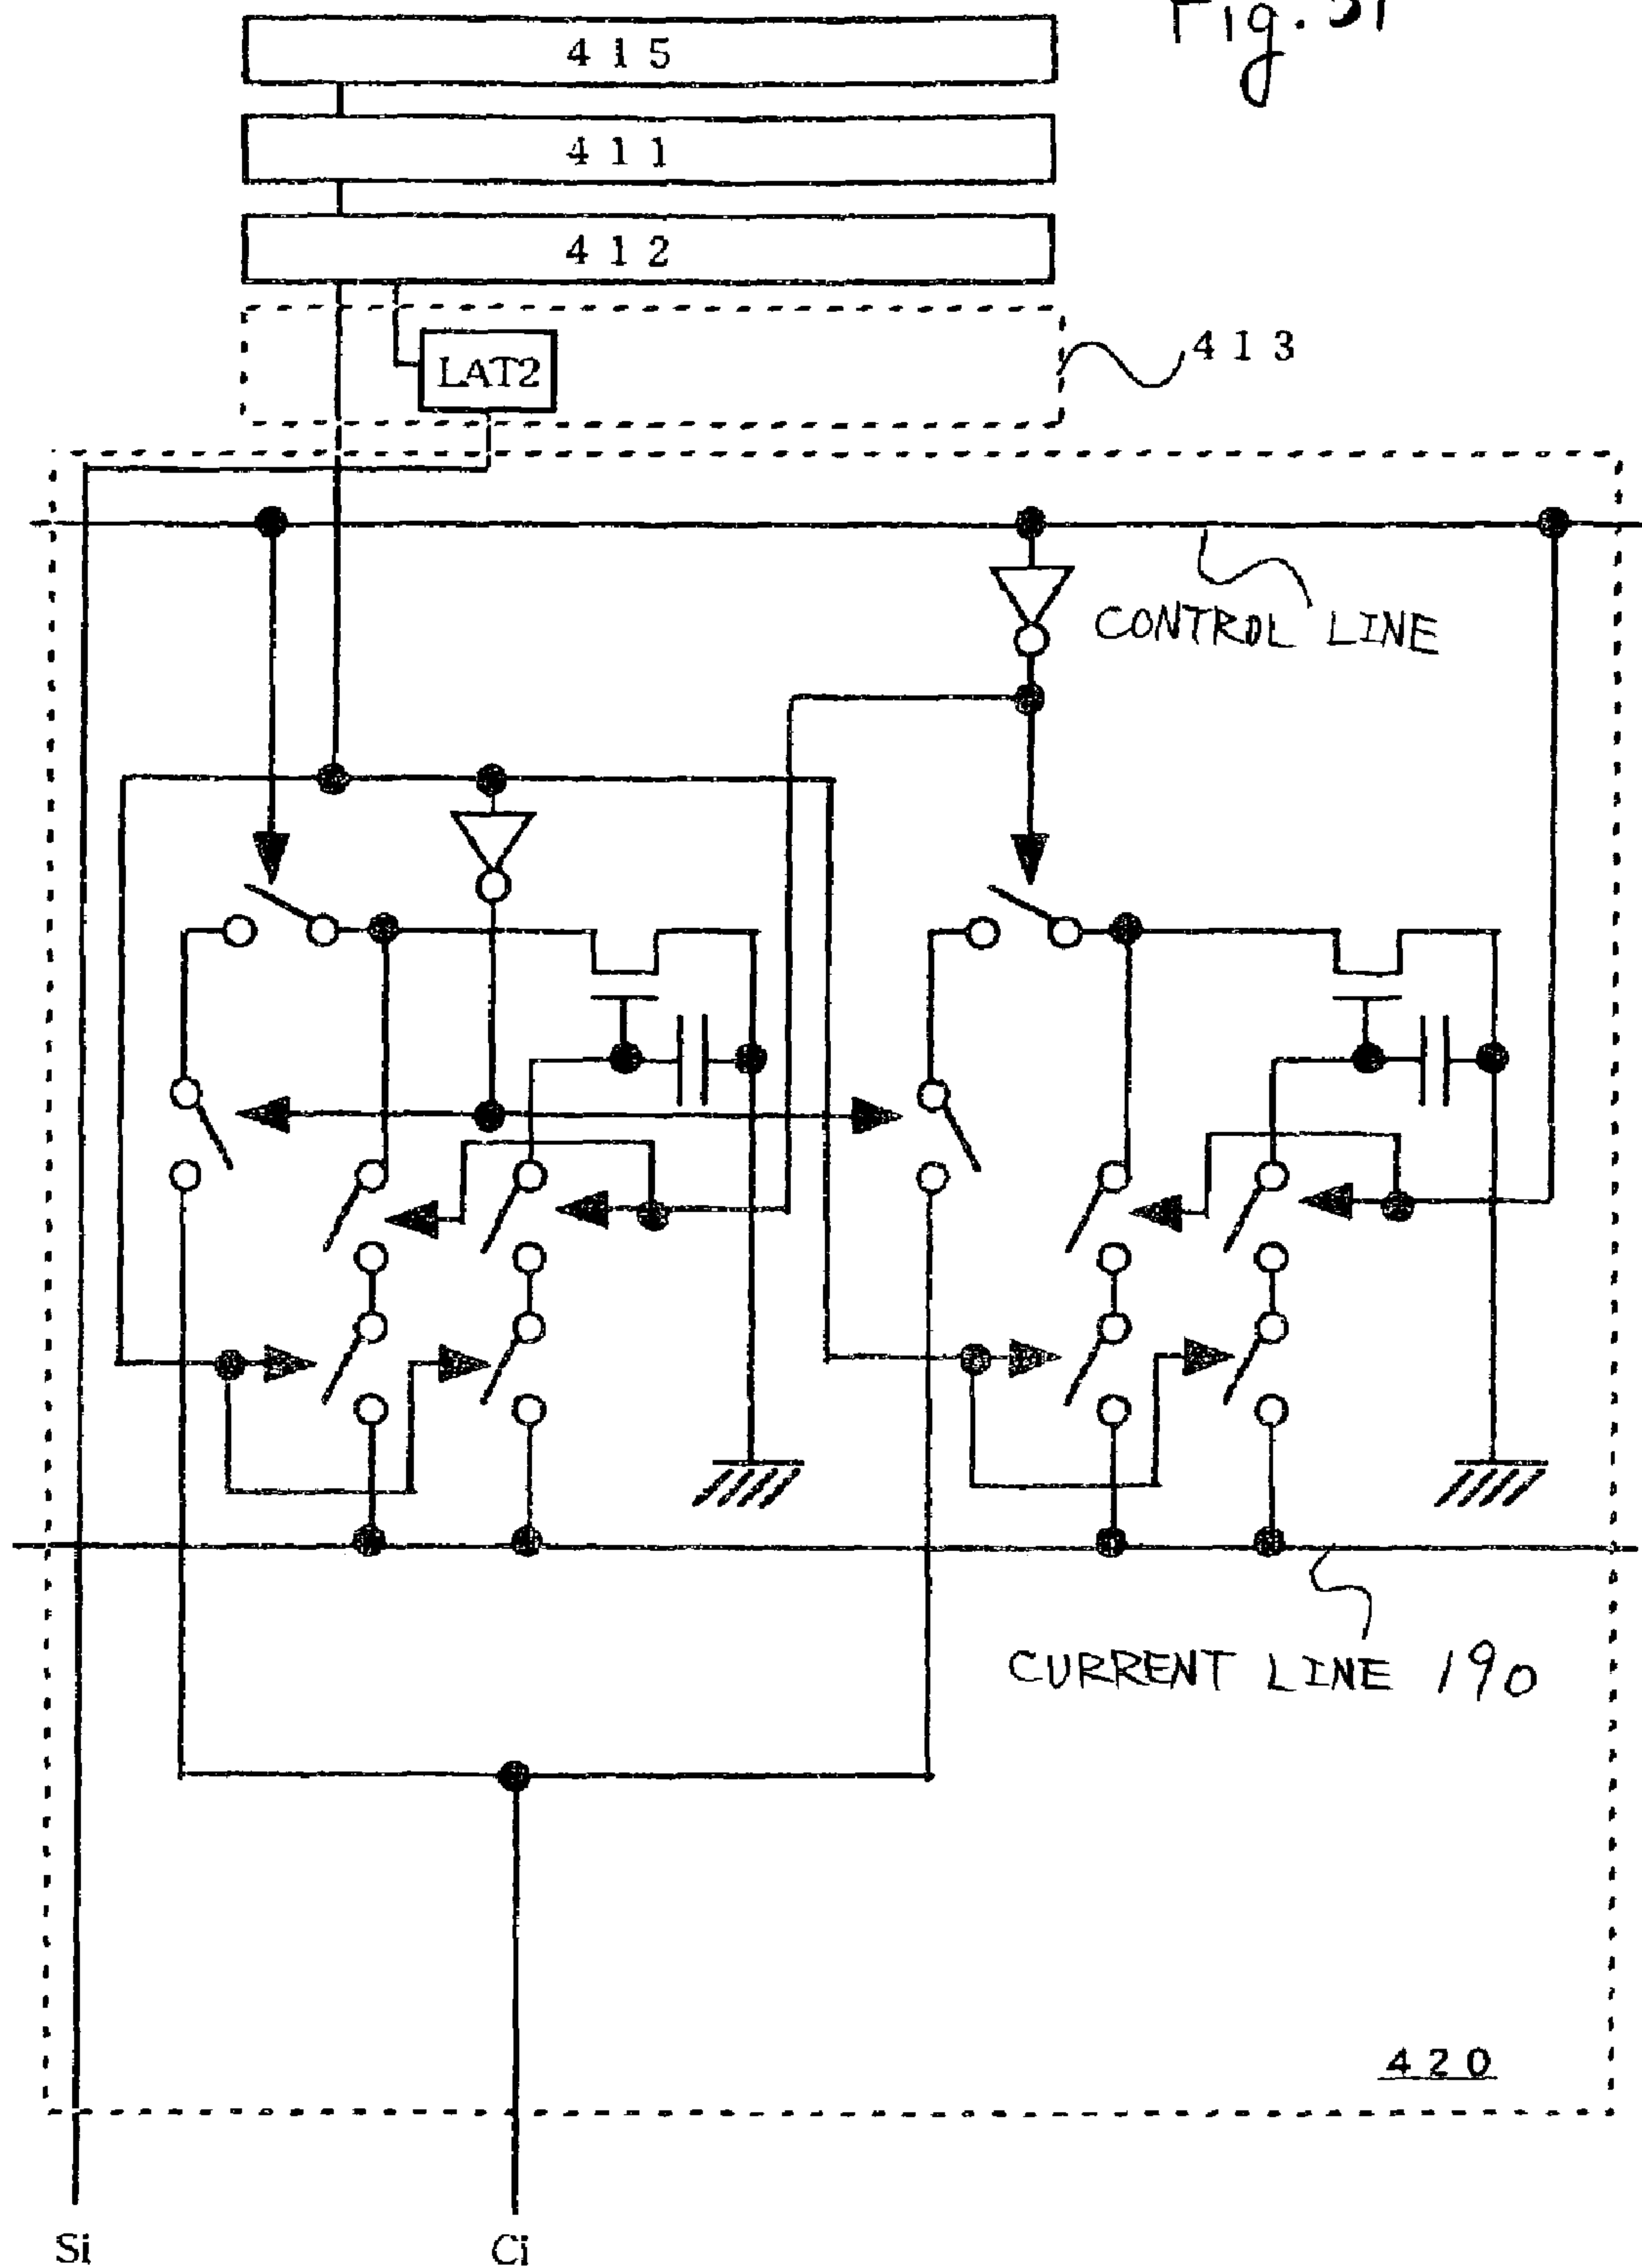 Fig. 31
4 1 5
4 1 1
4 1 2
LAT2
4 1 3
CONTROL LINE
CURRENT LINE 190
4 2 0
Si
Ci